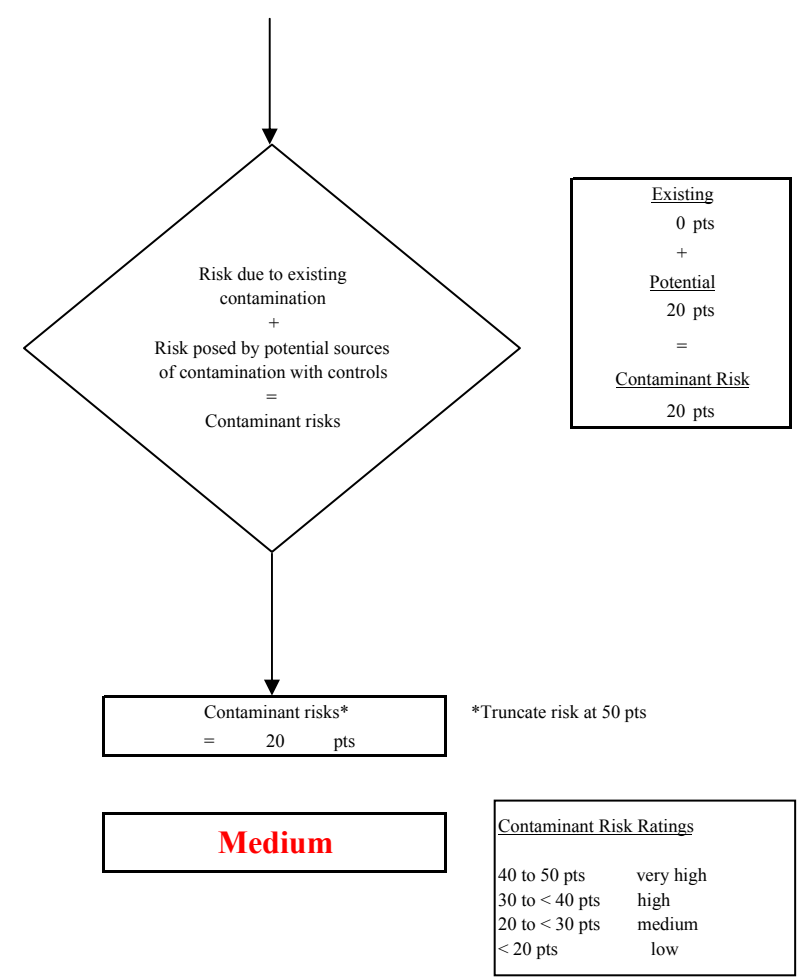 Risk due to existing
contamination
+
Risk posed by potential sources
of contamination with controls
=
Contaminant risks
Existing
0 pts
+
Potential
20 pts
=
Contaminant Risk
20 pts
Contaminant risks*
= 20 pts
*Truncate risk at 50 pts
Medium
Contaminant Risk Ratings
40 to 50 pts very high
30 to < 40 pts high
20 to < 30 pts medium
< 20 pts low